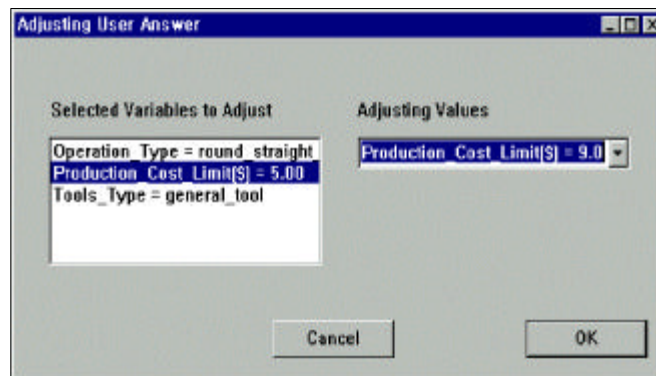 Adjusting User Answer
Selected Variables to Adjust
Adjusting Values
Operation_Type = round_straight
Production_Cost_Limit($) = 5.00
Tools_Type = general_tool
Production_Cost_Limit($) = 9.0
Cancel
OK